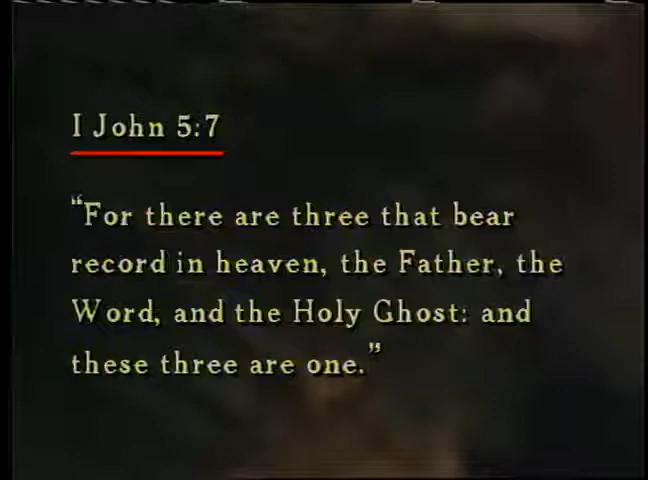 I John 5:7
“For there are three that bear
record in heaven, the Father, the
Word, and the Holy Ghost: and
these three are one.”